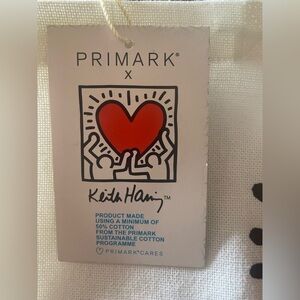 PRIMARK®
X
Keith Haring™
PRODUCT MADE
USING A MINIMUM OF
50% COTTON
FROM THE PRIMARK
SUSTAINABLE COTTON
PROGRAMME
PRIMARK®CARES